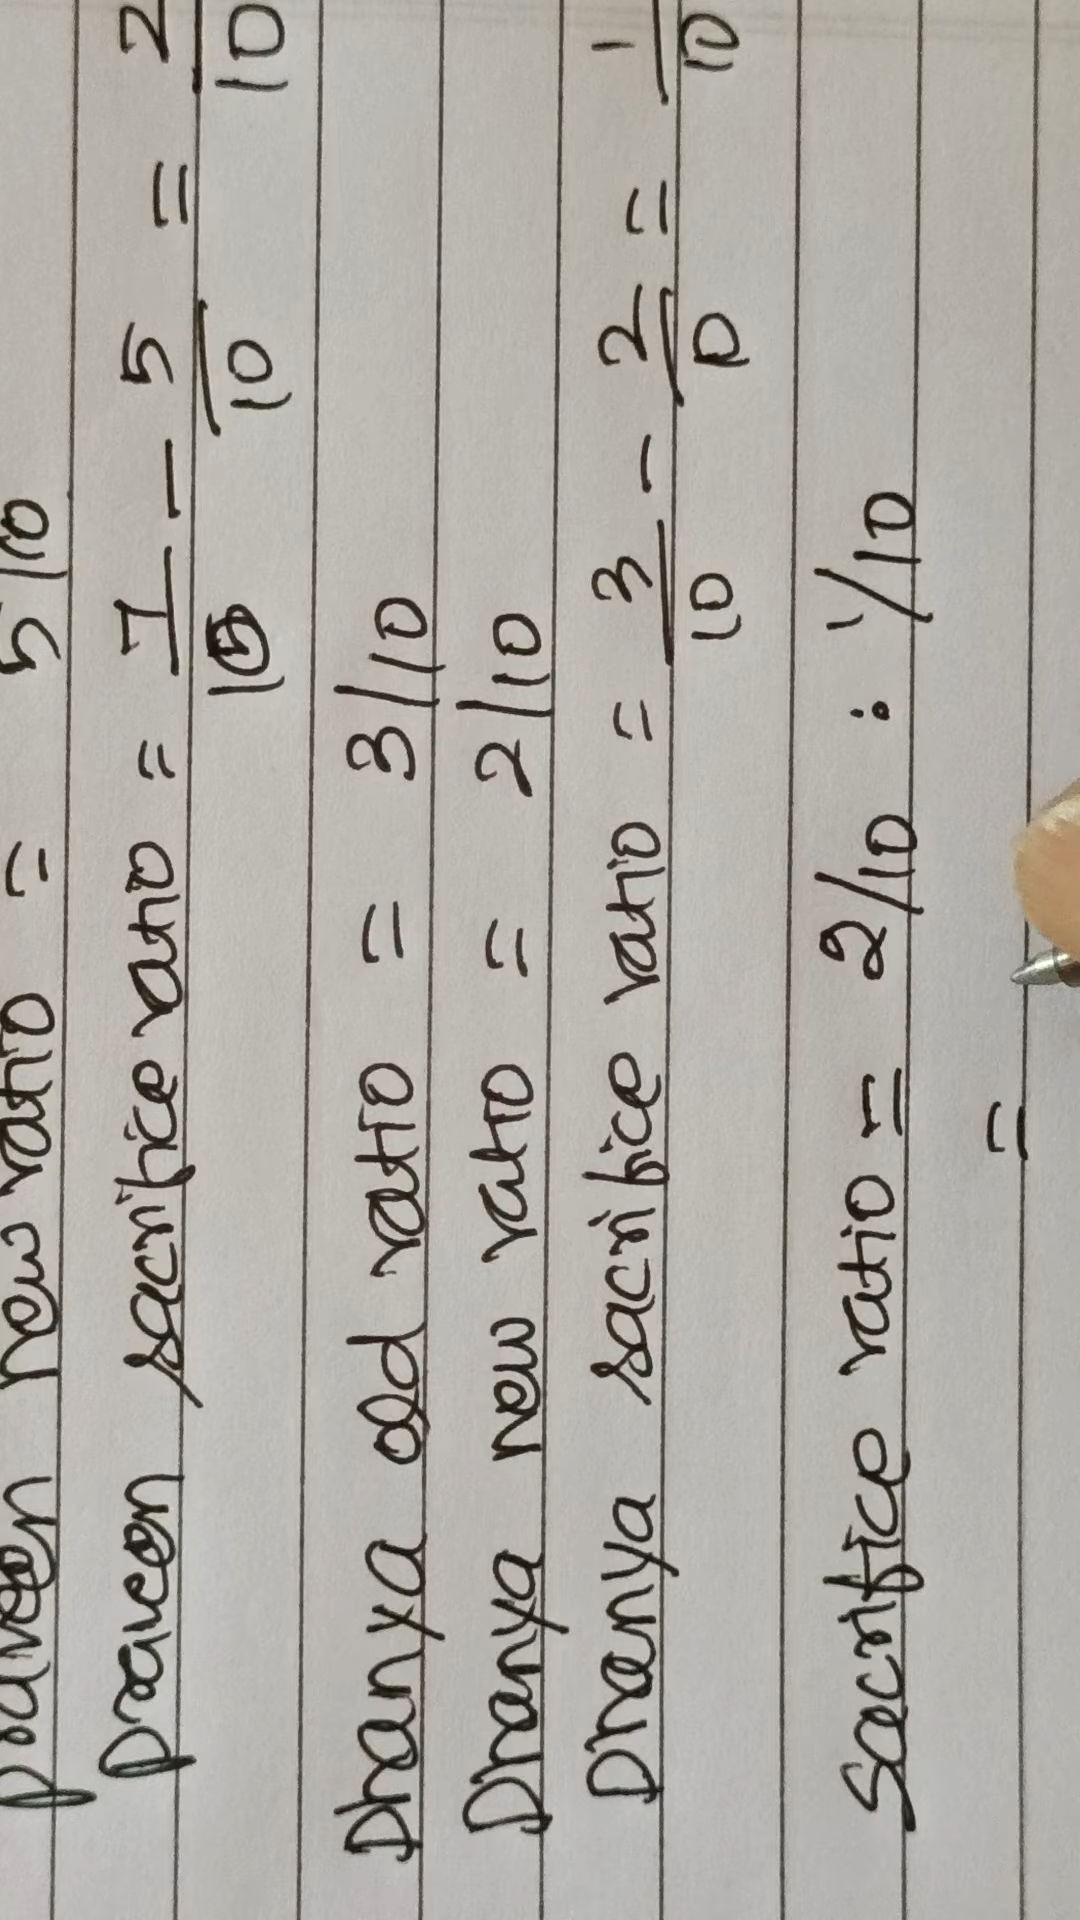 praveen new ratio = 5/10
praveen sacrifice ratio = 7/10 - 5/10 = 2/10
Dhanya old ratio = 3/10
Dhanya new ratio = 2/10
Dhanya sacrifice ratio = 3/10 - 2/10 = 1/10
Sacrifice ratio = 2/10 : 1/10
=